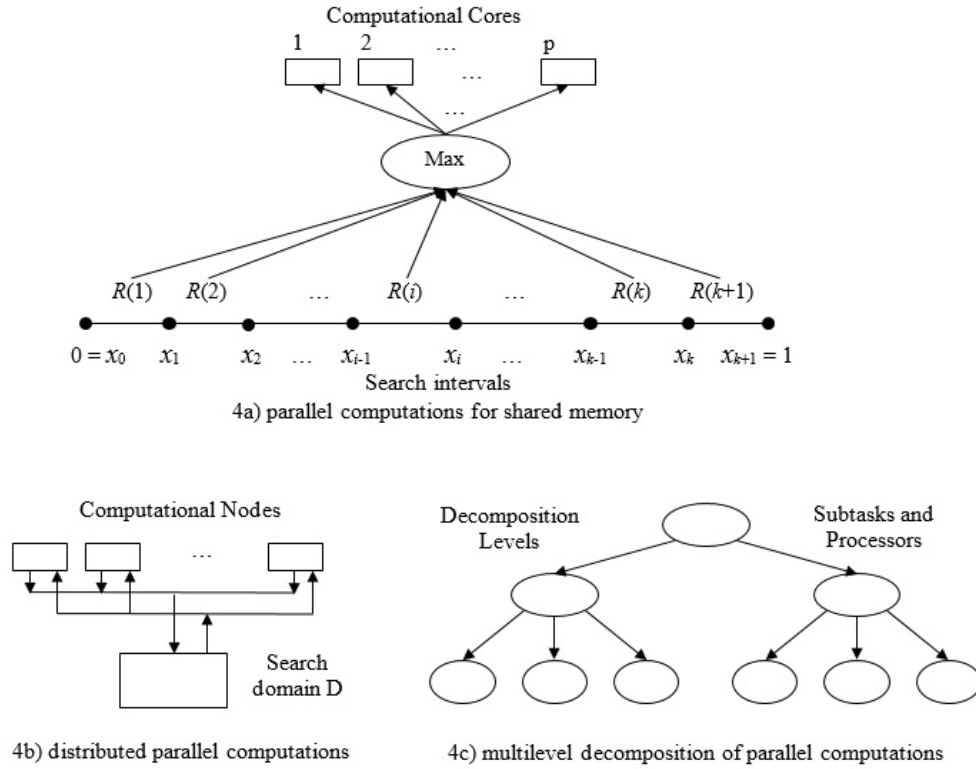 Computational Cores
1 2 ... p
...
...
Max
R(1) R(2) ... R(i) ... R(k) R(k+1)
0 = x0 x1 x2 ... xi-1 xi ... xk-1 xk xk+1 = 1
Search intervals
4a) parallel computations for shared memory
Computational Nodes
...
Search
domain D
4b) distributed parallel computations
Decomposition
Levels
Subtasks and
Processors
4c) multilevel decomposition of parallel computations